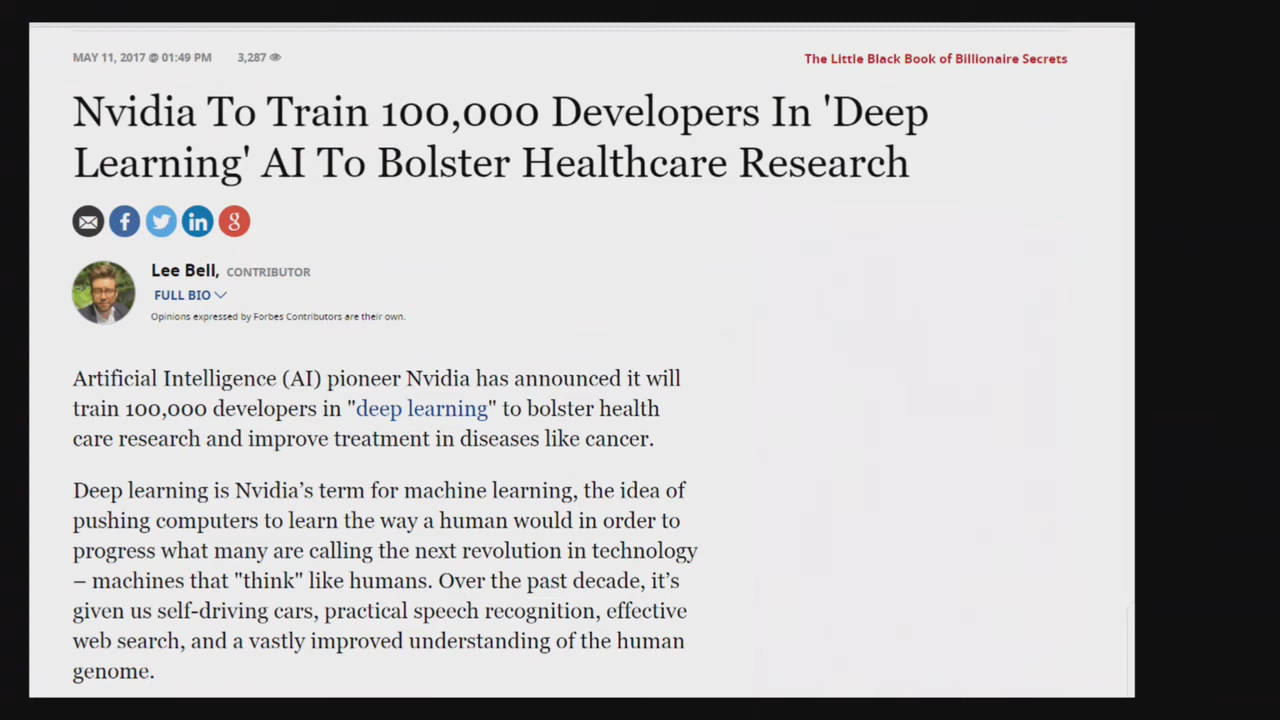 MAY 11, 2017 @ 01:49 PM 3,287
The Little Black Book of Billionaire Secrets
Nvidia To Train 100,000 Developers In 'Deep
Learning' AI To Bolster Healthcare Research
Lee Bell, CONTRIBUTOR
FULL BIO
Opinions expressed by Forbes Contributors are their own.
Artificial Intelligence (AI) pioneer Nvidia has announced it will
train 100,000 developers in "deep learning" to bolster health
care research and improve treatment in diseases like cancer.
Deep learning is Nvidia’s term for machine learning, the idea of
pushing computers to learn the way a human would in order to
progress what many are calling the next revolution in technology
– machines that "think" like humans. Over the past decade, it’s
given us self-driving cars, practical speech recognition, effective
web search, and a vastly improved understanding of the human
genome.